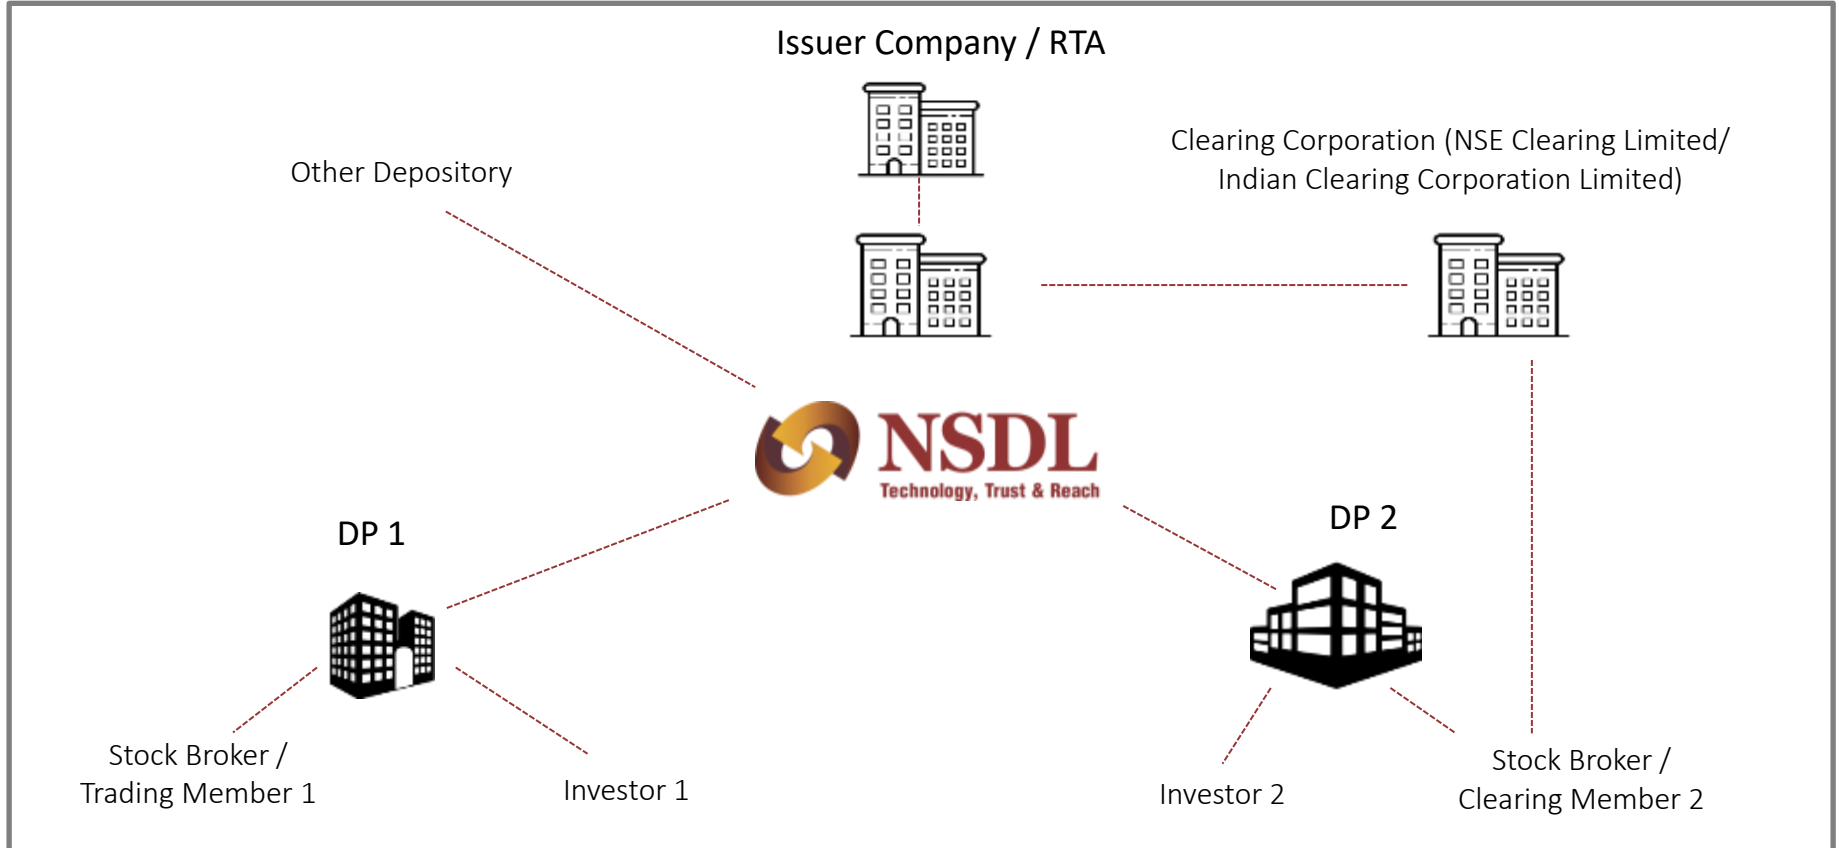 Issuer Company / RTA
Clearing Corporation (NSE Clearing Limited/
Indian Clearing Corporation Limited)
Other Depository
NSDL
Technology, Trust & Reach
DP 1
DP 2
Stock Broker /
Trading Member 1
Investor 1
Investor 2
Stock Broker /
Clearing Member 2